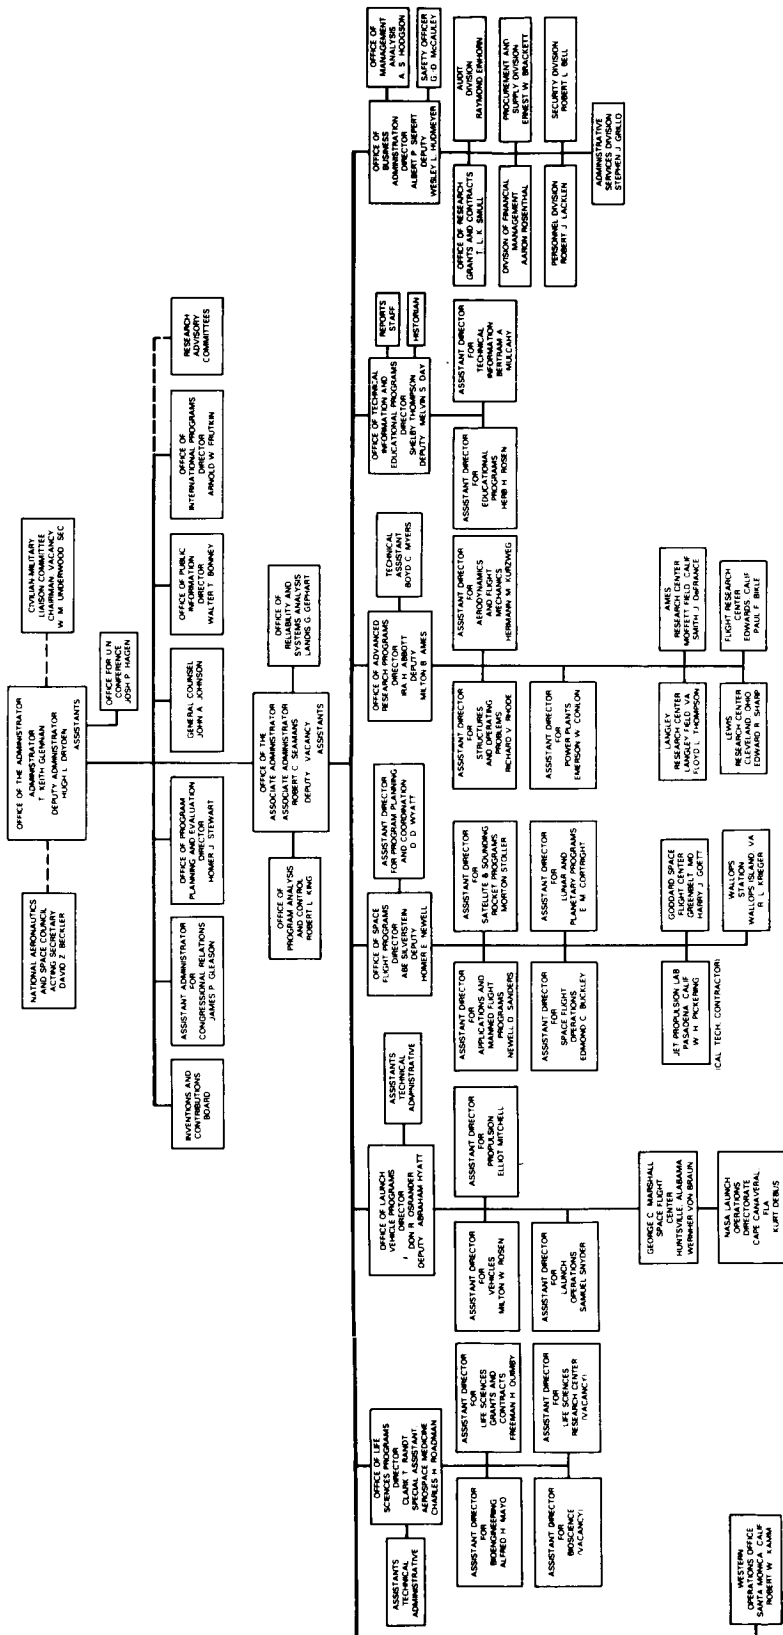 OFFICE OF THE ADMINISTRATOR
ADMINISTRATOR
T KEITH GLENNAN
DEPUTY ADMINISTRATOR
HUGH L DRYDEN
ASSISTANTS
NATIONAL AERONAUTICS
AND SPACE COUNCIL
ACTING SECRETARY
DAVID Z BECKLER
CIVILIAN-MILITARY
LIAISON COMMITTEE
CHAIRMAN VACANCY
W M UNDERWOOD SEC
OFFICE FOR U N
CONFERENCE
JOSH P HAGEN
INVENTIONS AND
CONTRIBUTIONS
BOARD
ASSISTANT ADMINISTRATOR
FOR
CONGRESSIONAL RELATIONS
JAMES P GLEASON
OFFICE OF PROGRAM
PLANNING AND EVALUATION
DIRECTOR
HOMER J STEWART
GENERAL COUNSEL
JOHN A JOHNSON
OFFICE OF PUBLIC
INFORMATION
DIRECTOR
WALTER T BONNEY
OFFICE OF
INTERNATIONAL PROGRAMS
DIRECTOR
ARNOLD W FRUTKIN
RESEARCH
ADVISORY
COMMITTEES
OFFICE OF
PROGRAM ANALYSIS
AND CONTROL
ROBERT L KING
OFFICE OF THE
ASSOCIATE ADMINISTRATOR
ASSOCIATE ADMINISTRATOR
ROBERT C SEAMANS
DEPUTY VACANCY
ASSISTANTS
OFFICE OF
RELIABILITY AND
SYSTEMS ANALYSIS
LANDIS G GEPHART
ASSISTANTS
TECHNICAL
ADMINISTRATIVE
OFFICE OF LIFE
SCIENCES PROGRAMS
DIRECTOR
CLARK T RANDT
SPECIAL ASSISTANT
AEROSPACE MEDICINE
CHARLES H ROADMAN
ASSISTANT DIRECTOR
FOR
BIOENGINEERING
ALFRED H MAYO
ASSISTANT DIRECTOR
FOR
LIFE SCIENCES
GRANTS AND
CONTRACTS
FREEMAN H QUIMBY
ASSISTANT DIRECTOR
FOR
BIOSCIENCE
(VACANCY)
ASSISTANT DIRECTOR
FOR
LIFE SCIENCES
RESEARCH CENTER
(VACANCY)
WESTERN
OPERATIONS OFFICE
SANTA MONICA CALIF
ROBERT W KAMM
OFFICE OF LAUNCH
VEHICLE PROGRAMS
DIRECTOR
DON R OSRANDER
DEPUTY ABRAHAM HYATT
ASSISTANTS
TECHNICAL
ADMINISTRATIVE
ASSISTANT DIRECTOR
FOR
VEHICLES
MILTON W ROSEN
ASSISTANT DIRECTOR
FOR
PROPULSION
ELLIOT MITCHELL
ASSISTANT DIRECTOR
FOR
LAUNCH
OPERATIONS
SAMUEL SNYDER
GEORGE C MARSHALL
SPACE FLIGHT
CENTER
HUNTSVILLE, ALABAMA
WERNHER VON BRAUN
NASA LAUNCH
OPERATIONS
DIRECTORATE
CAPE CANAVERAL
FLA
KURT DEBUS
OFFICE OF SPACE
FLIGHT PROGRAMS
DIRECTOR
ABE SILVERSTEIN
DEPUTY
HOMER E NEWELL
ASSISTANT DIRECTOR
FOR PROGRAM PLANNING
AND COORDINATION
D D WYATT
ASSISTANT DIRECTOR
FOR
APPLICATIONS AND
MANNED FLIGHT
PROGRAMS
NEWELL D SANDERS
ASSISTANT DIRECTOR
FOR
SATELLITE & SOUNDING
ROCKET PROGRAMS
MORTON STOLLER
ASSISTANT DIRECTOR
FOR
SPACE FLIGHT
OPERATIONS
EDMOND C BUCKLEY
ASSISTANT DIRECTOR
FOR
LUNAR AND
PLANETARY PROGRAMS
E M CORTRIGHT
JET PROPULSION LAB
PASADENA CALIF
W H PICKERING
ICAL TECH. CONTRACTOR)
GODDARD SPACE
FLIGHT CENTER
GREENBELT MD
HARRY J GOETT
WALLOPS
STATION
WALLOPS ISLAND VA
R L KRIEGER
OFFICE OF ADVANCED
RESEARCH PROGRAMS
DIRECTOR
IRA H ABBOTT
DEPUTY
MILTON B AMES
TECHNICAL
ASSISTANT
BOYD C MYERS
ASSISTANT DIRECTOR
FOR
STRUCTURES
AND OPERATING
PROBLEMS
RICHARD V RHODE
ASSISTANT DIRECTOR
FOR
AERODYNAMICS
AND FLIGHT
MECHANICS
HERMANN M KURZWEG
ASSISTANT DIRECTOR
FOR
POWER PLANTS
EMERSON W CONLON
LANGLEY
RESEARCH CENTER
LANGLEY FIELD VA
FLOYD L THOMPSON
AMES
RESEARCH CENTER
MOFFETT FIELD CALIF
SMITH J DeFRANCE
LEWIS
RESEARCH CENTER
CLEVELAND, OHIO
EDWARD R SHARP
FLIGHT RESEARCH
CENTER
EDWARDS CALIF
PAUL F BIKLE
OFFICE OF TECHNICAL
INFORMATION AND
EDUCATIONAL PROGRAMS
DIRECTOR
SHELBY THOMPSON
DEPUTY MELVIN S DAY
REPORTS
STAFF
HISTORIAN
ASSISTANT DIRECTOR
FOR
EDUCATIONAL
PROGRAMS
HERB H ROSEN
ASSISTANT DIRECTOR
FOR
TECHNICAL
INFORMATION
BERTRAM A
MULCAHY
OFFICE OF
BUSINESS
ADMINISTRATION
DIRECTOR
ALBERT P SIEPERT
DEPUTY
WESLEY L HJORNEVIK
OFFICE OF
MANAGEMENT
ANALYSIS
A S HODGSON
SAFETY OFFICER
G D McCAULEY
OFFICE OF RESEARCH
GRANTS AND CONTRACTS
T L K SMULL
AUDIT
DIVISION
RAYMOND EINHORN
DIVISION OF FINANCIAL
MANAGEMENT
AARON ROSENTHAL
PROCUREMENT AND
SUPPLY DIVISION
ERNEST W BRACKETT
PERSONNEL DIVISION
ROBERT J LACKLEN
SECURITY DIVISION
ROBERT L BELL
ADMINISTRATIVE
SERVICES DIVISION
STEPHEN J GRILLO